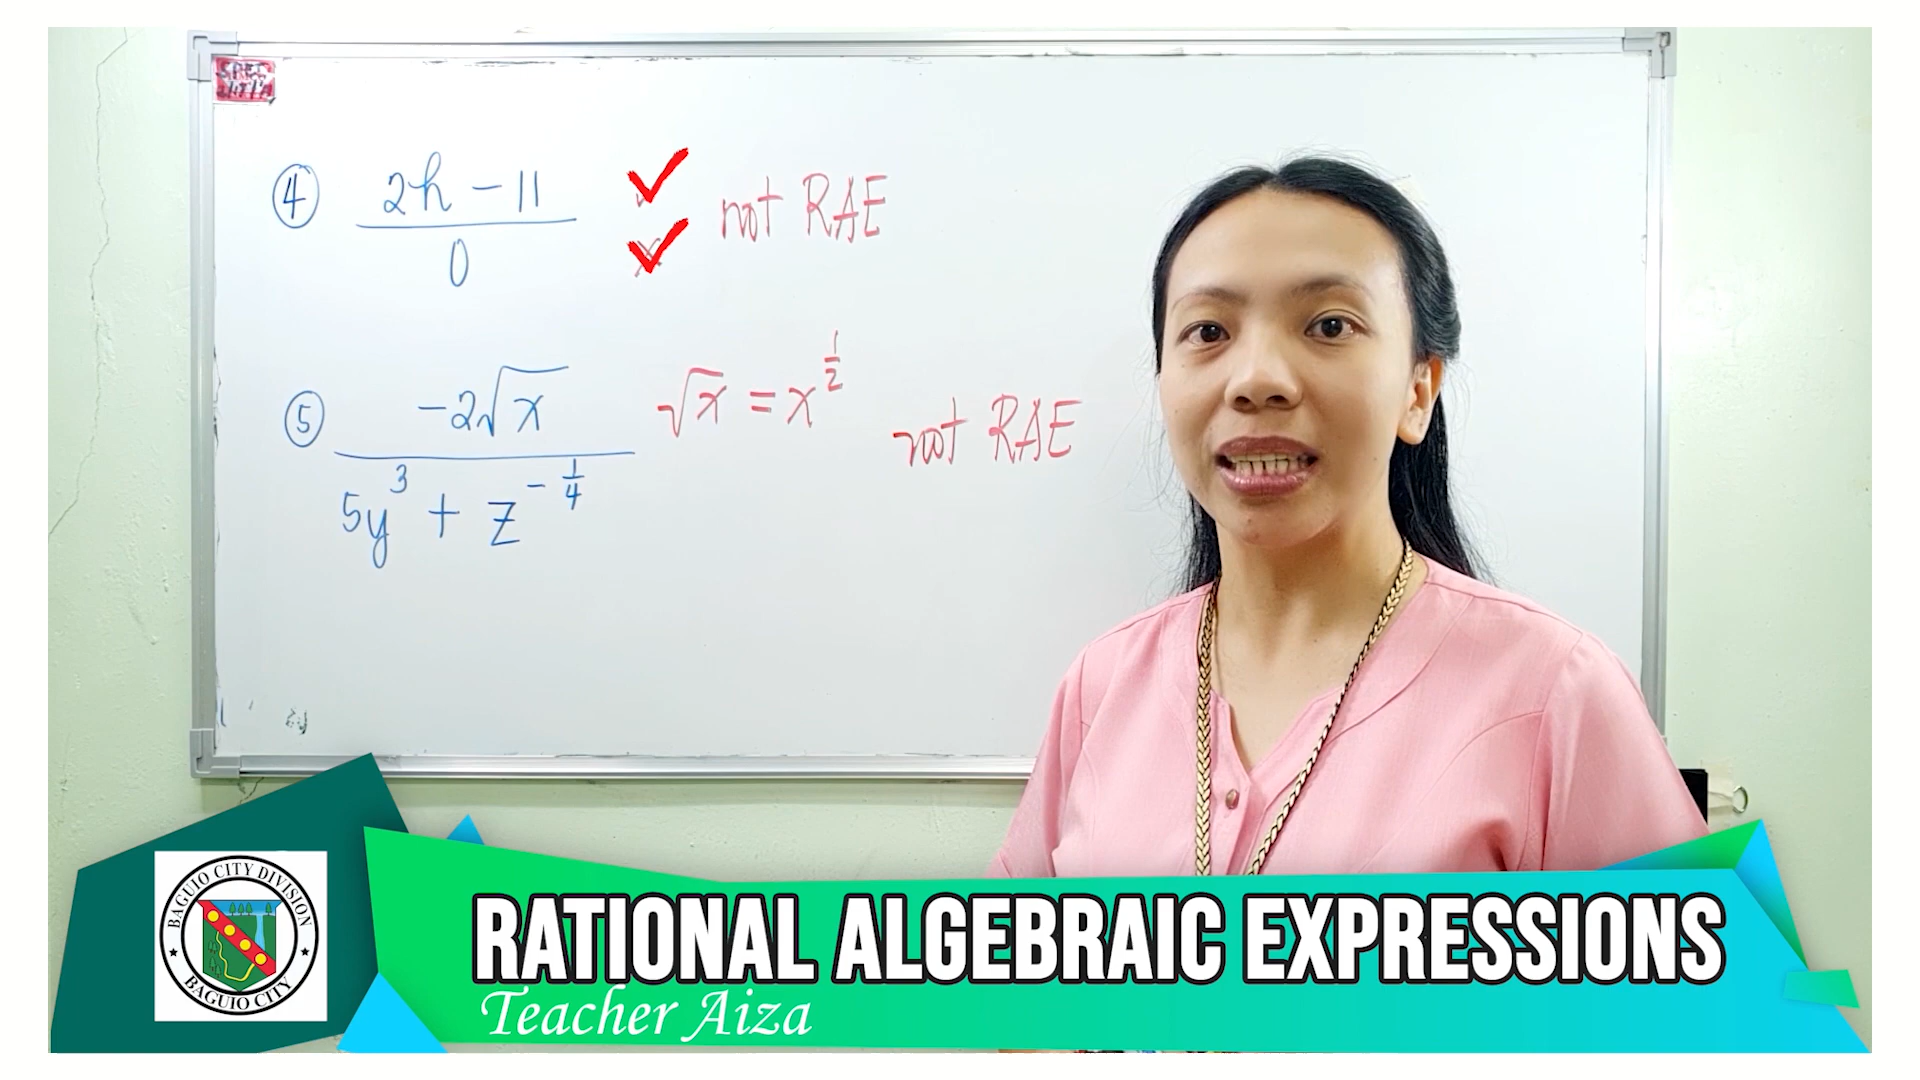 ④ 2h - 11 ✓ not RAE
0 ✓
⑤ -2√x √x = x^(1/2) not RAE
5y³ + z^(-1/4)
BAGUIO CITY DIVISION
BAGUIO CITY
RATIONAL ALGEBRAIC EXPRESSIONS
Teacher Aiza